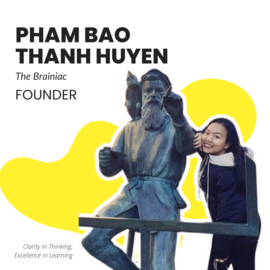 PHAM BAO
THANH HUYEN
The Brainiac
FOUNDER
Clarity in Thinking,
Excellence in Learning